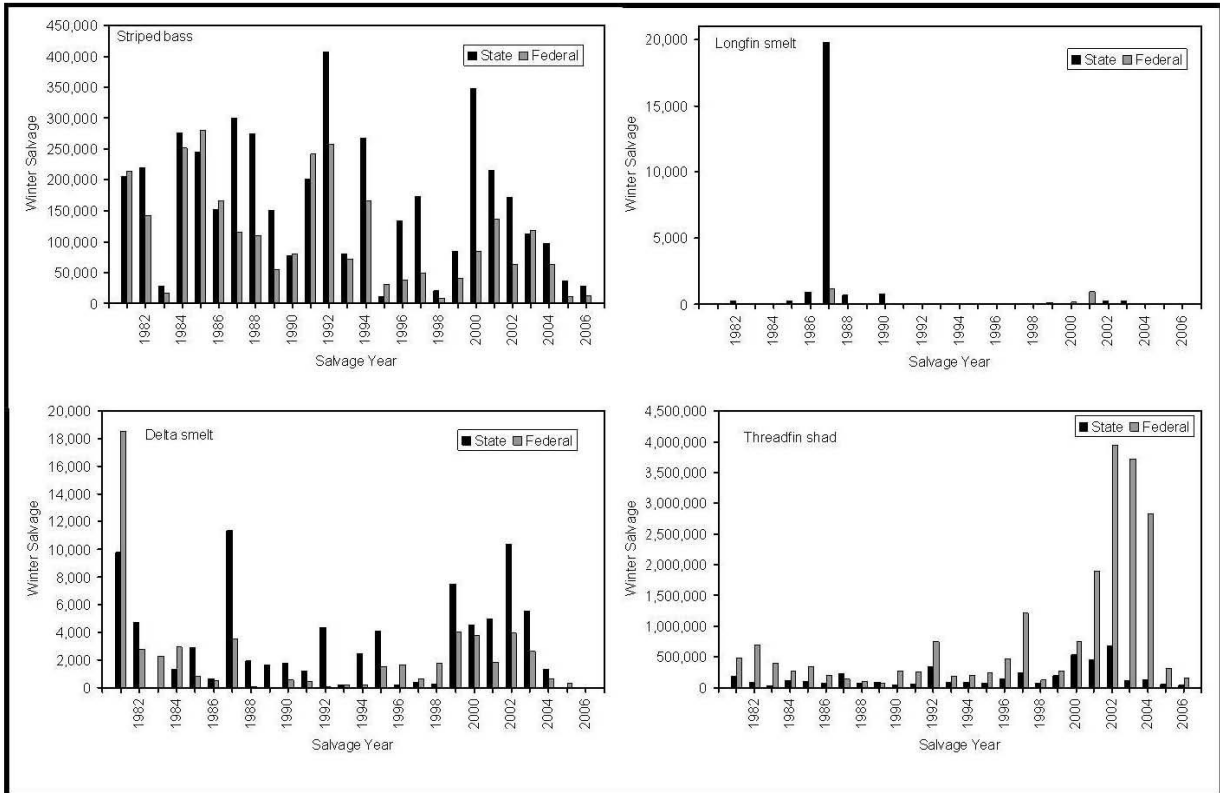 Striped bass
State Federal
Winter Salvage
450,000
400,000
350,000
300,000
250,000
200,000
150,000
100,000
50,000
0
1982 1984 1986 1988 1990 1992 1994 1996 1998 2000 2002 2004 2006
Salvage Year
Longfin smelt
State Federal
Winter Salvage
20,000
15,000
10,000
5,000
0
1982 1984 1986 1988 1990 1992 1994 1996 1998 2000 2002 2004 2006
Salvage Year
Delta smelt
State Federal
Winter Salvage
20,000
18,000
16,000
14,000
12,000
10,000
8,000
6,000
4,000
2,000
0
1982 1984 1986 1988 1990 1992 1994 1996 1998 2000 2002 2004 2006
Salvage Year
Threadfin shad
State Federal
Winter Salvage
4,500,000
4,000,000
3,500,000
3,000,000
2,500,000
2,000,000
1,500,000
1,000,000
500,000
0
1982 1984 1986 1988 1990 1992 1994 1996 1998 2000 2002 2004 2006
Salvage Year